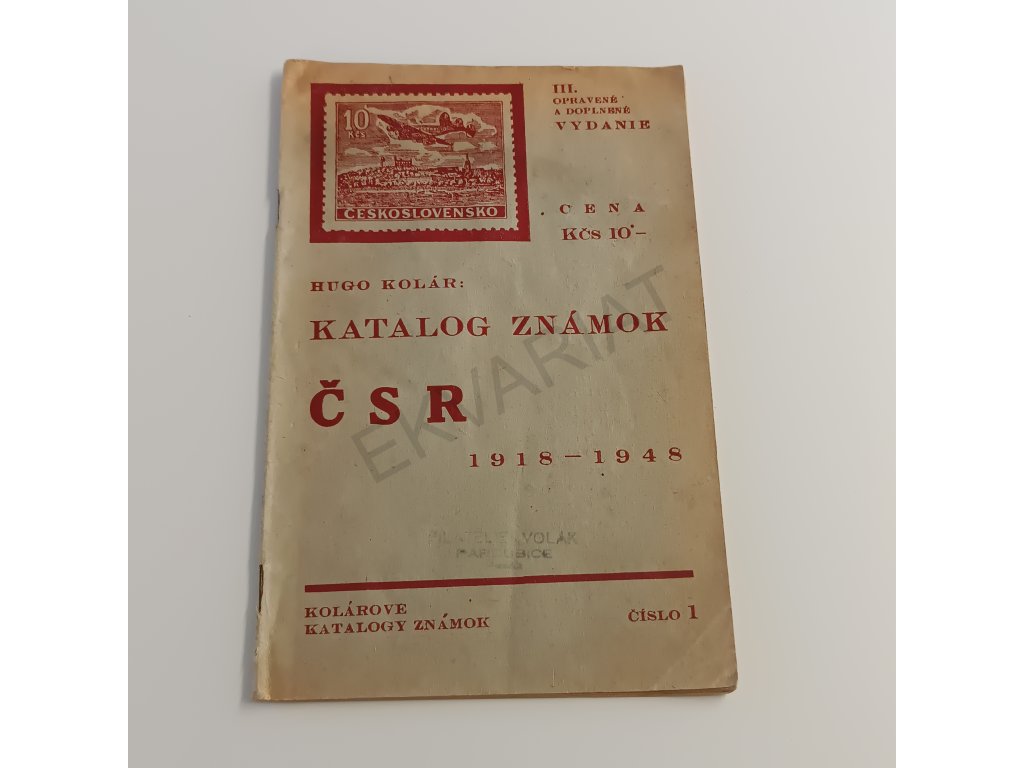 10
Kčs
ČESKOSLOVENSKO
III.
OPRAVENÉ
A DOPLNENÉ
VYDANIE
CENA
KČS 10·–
HUGO KOLÁR:
KATALOG ZNÁMOK
ČSR
1918–1948
EKVARIAT
PARDUBICE
KOLÁROVE
KATALOGY ZNÁMOK
ČÍSLO 1